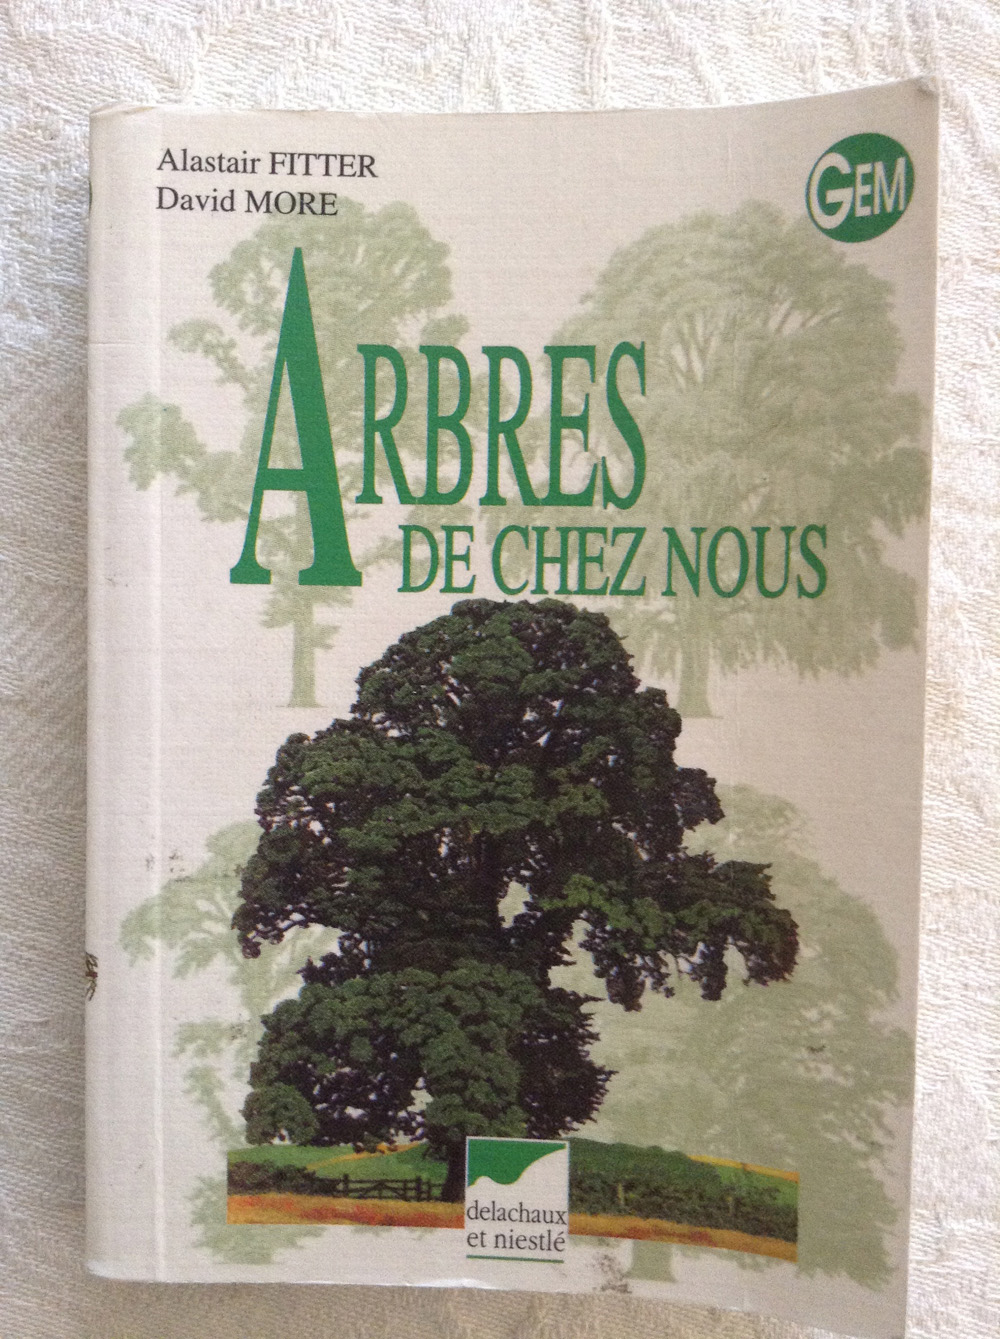 Alastair FITTER
David MORE
GEM
ARBRES
DE CHEZ NOUS
delachaux
et niestlé